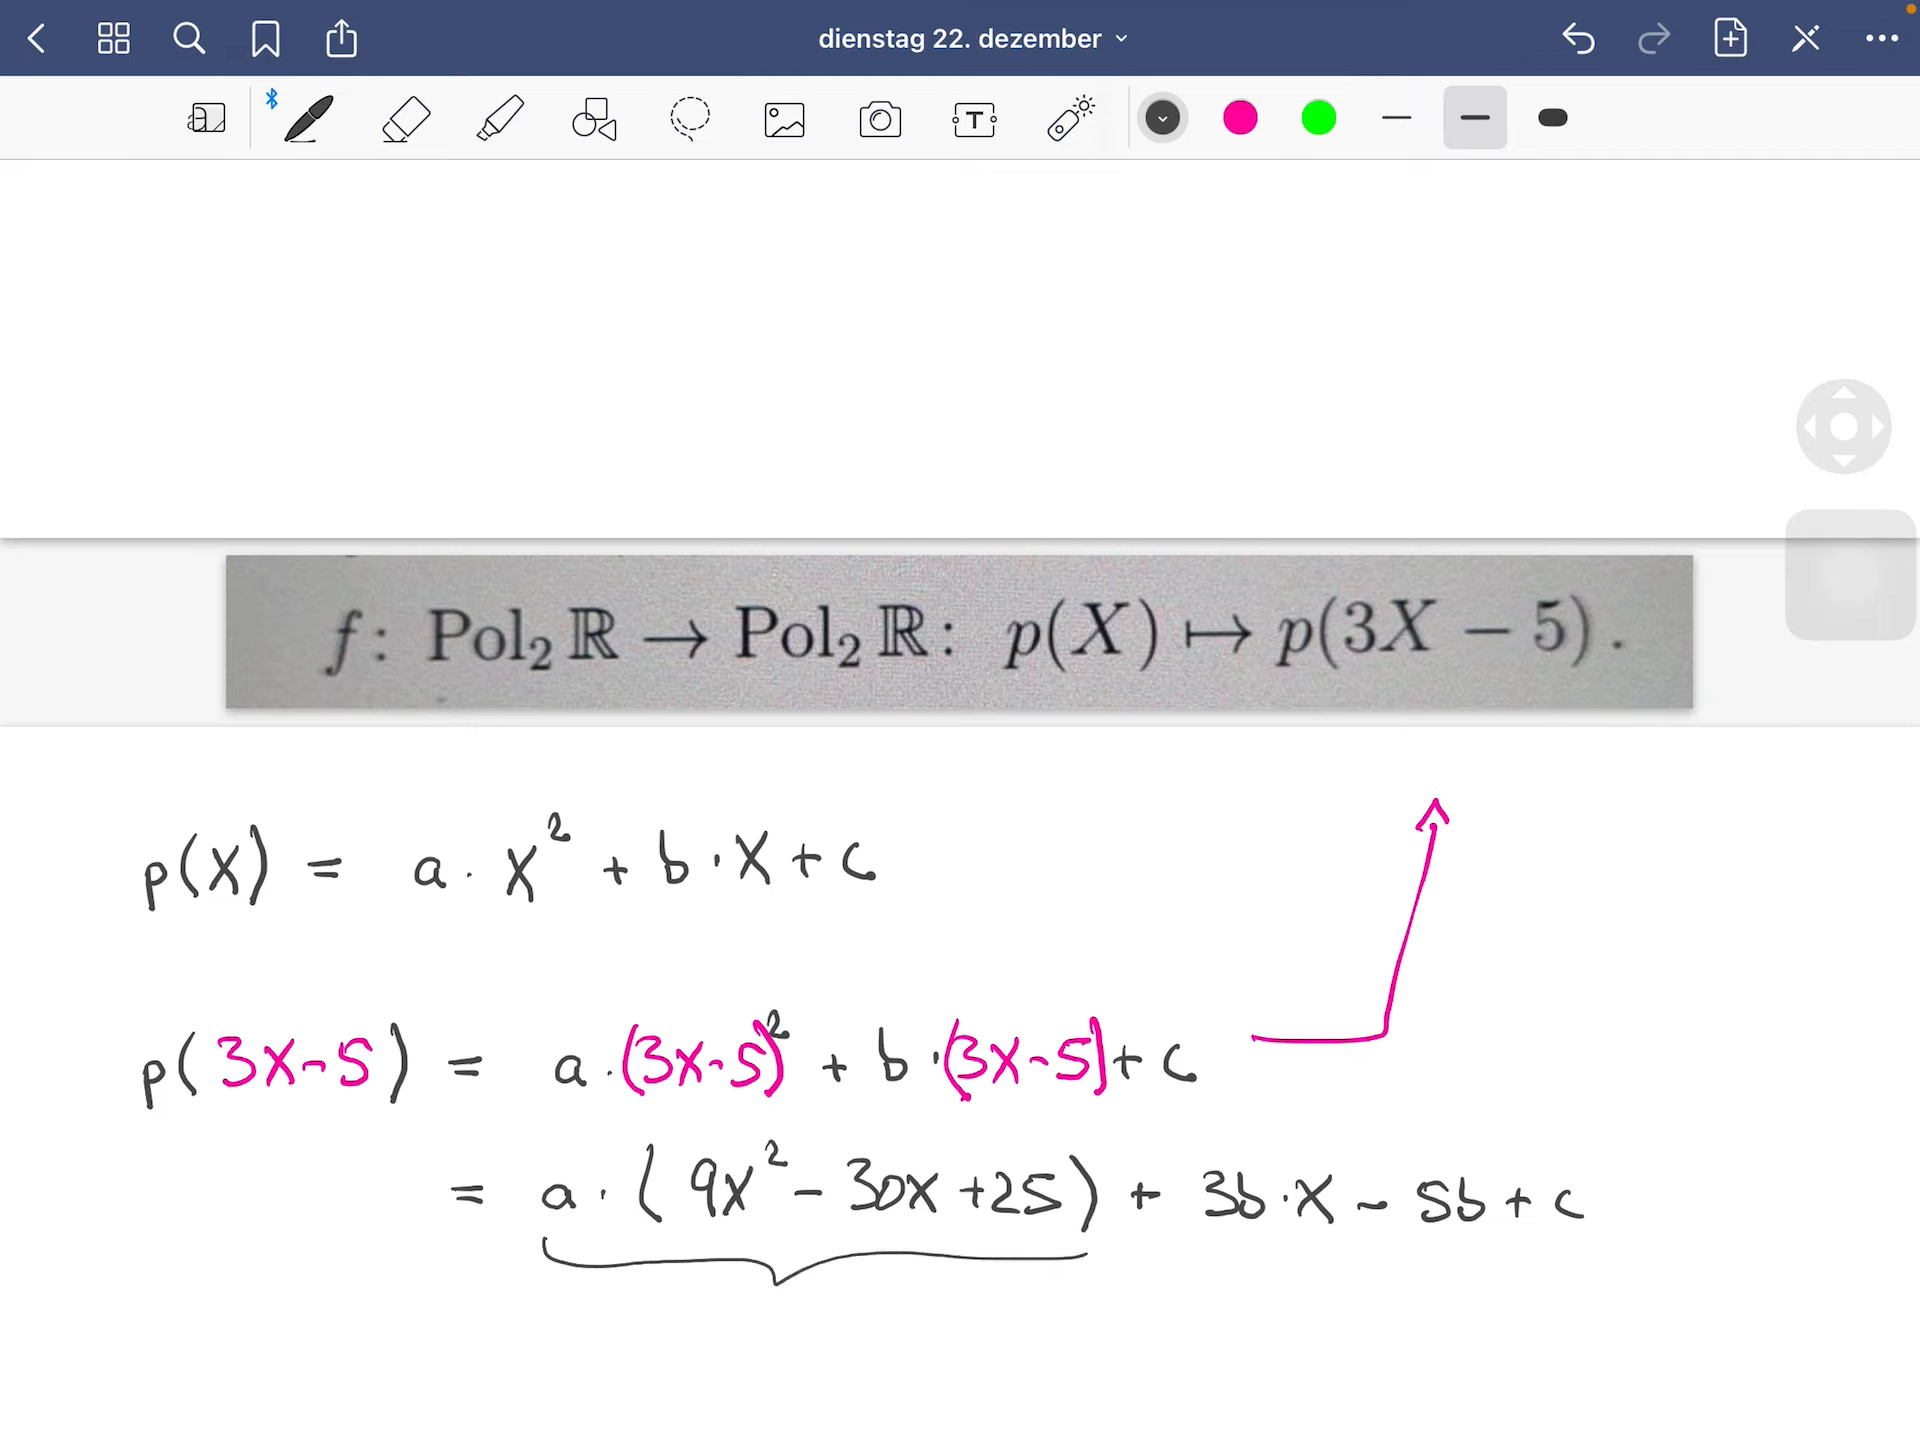 dienstag 22. dezember
f: Pol₂ ℝ → Pol₂ ℝ: p(X) ↦ p(3X − 5).
p(X) = a · X² + b · X + c
p(3X-5) = a · (3X-5)² + b · (3X-5) + c
= a · (9X² - 30X + 25) + 3b · X - 5b + c